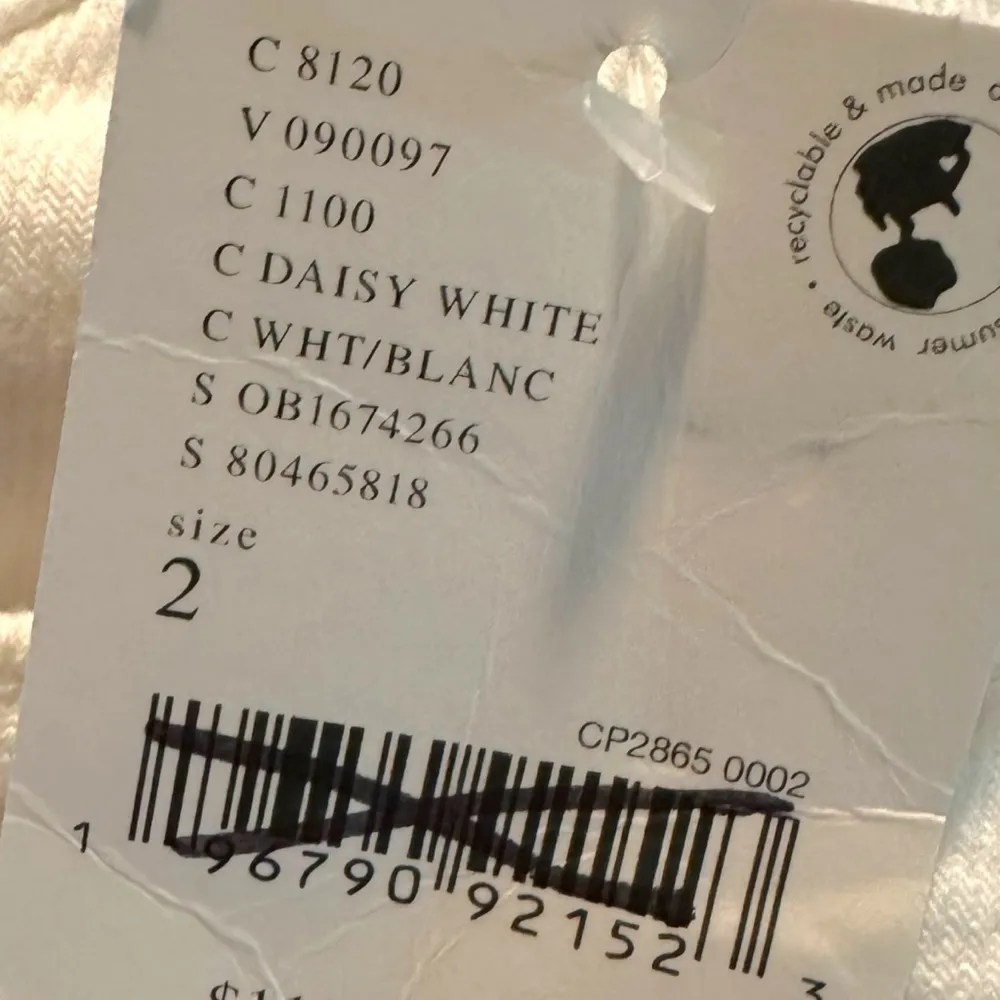 C 8120
V 090097
C 1100
C DAISY WHITE
C WHT/BLANC
S OB1674266
S 80465818
size
2
recyclable & made
waste •
CP2865 0002
1 96790 92152 3